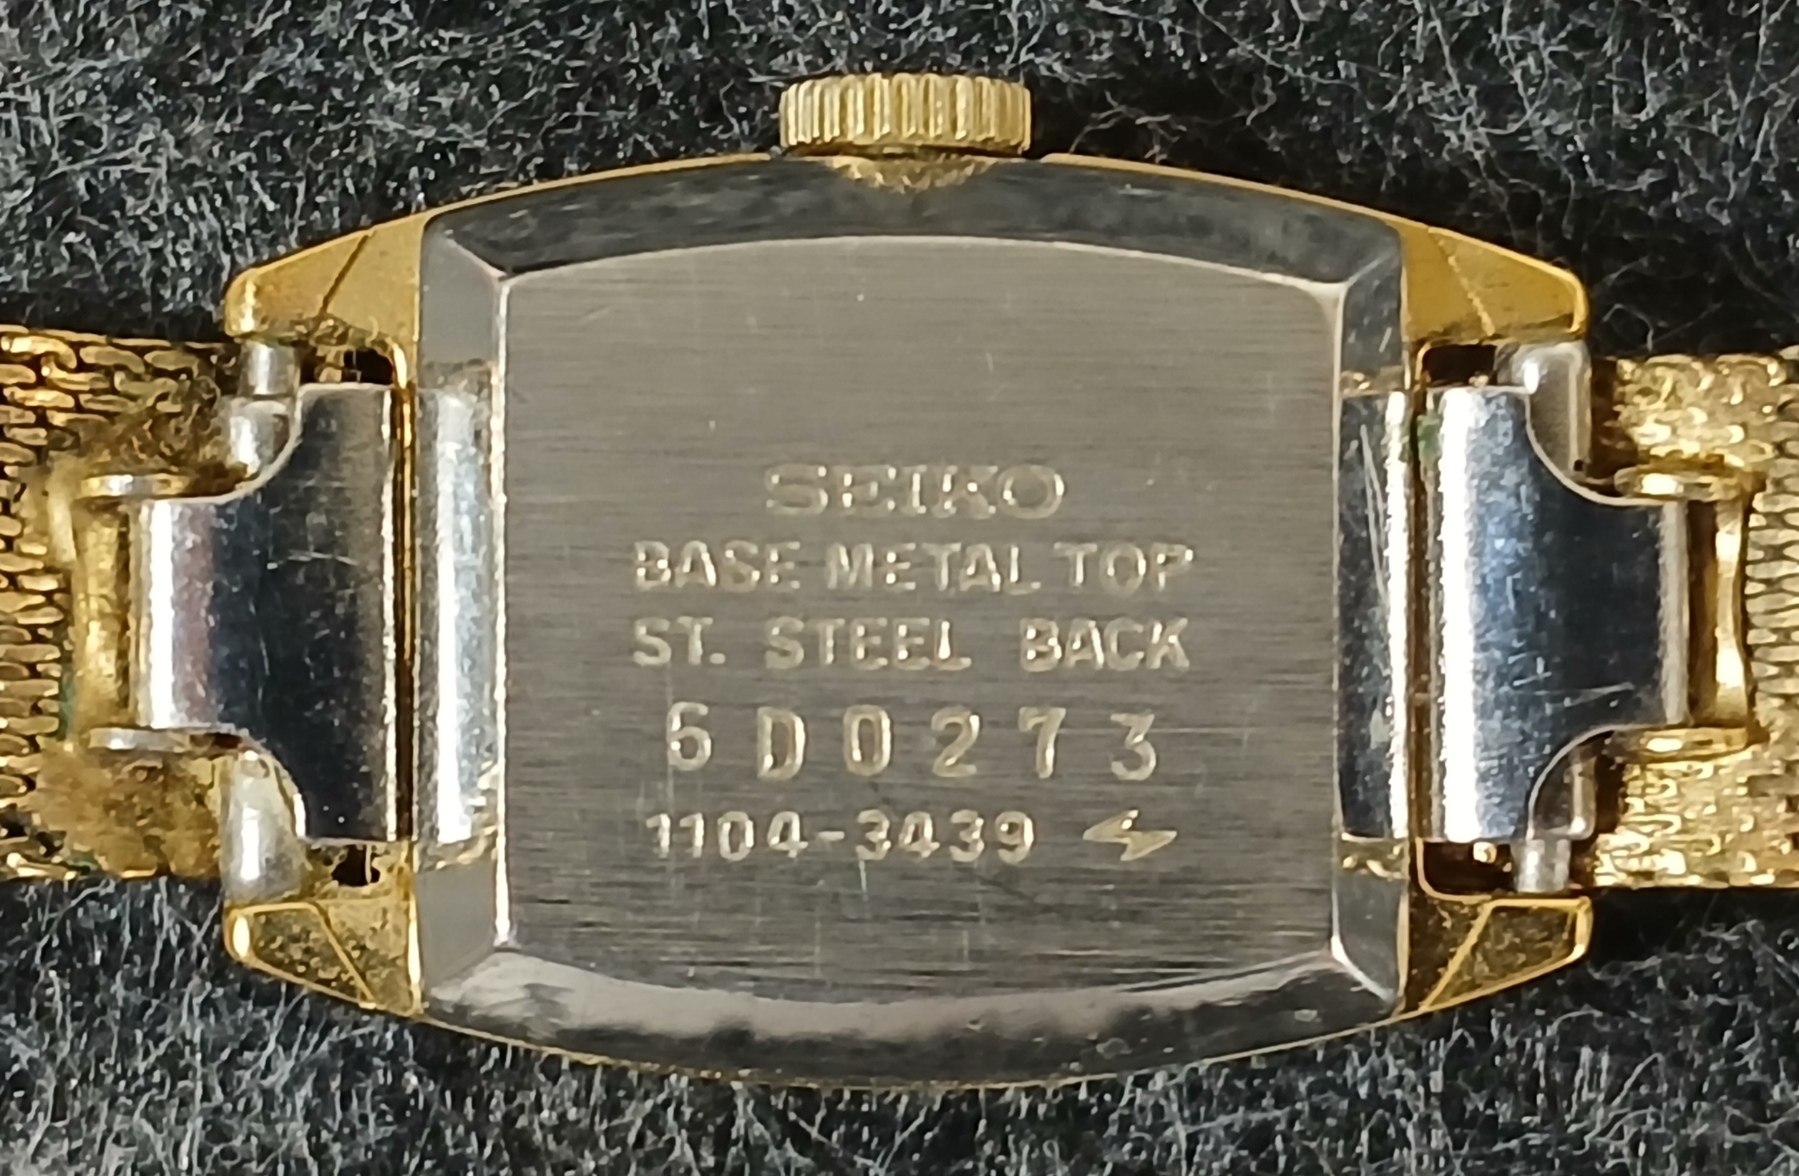 SEIKO
BASE METAL TOP
ST. STEEL BACK
6D0273
1104-3439